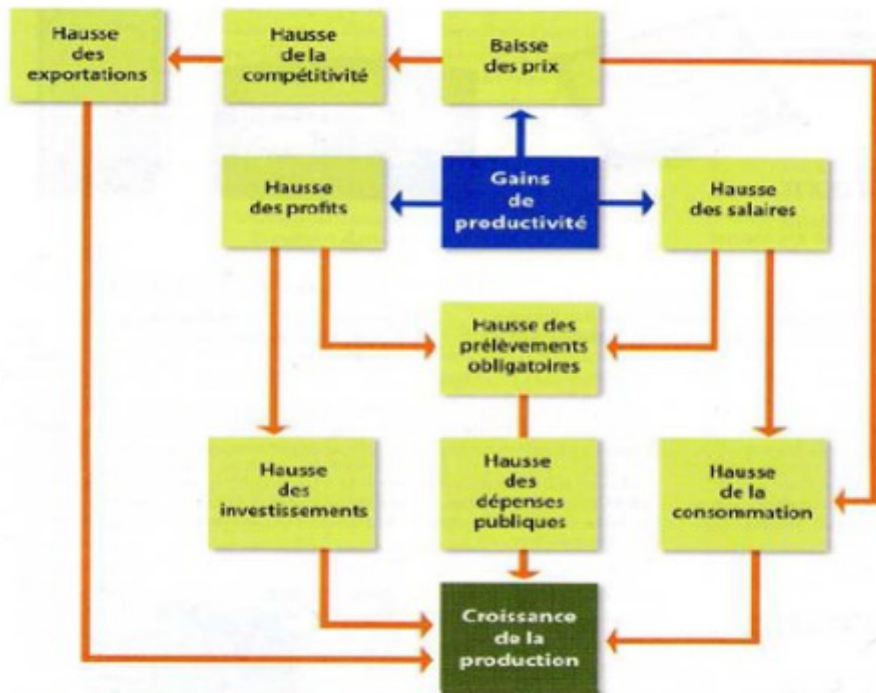 Hausse
des
exportations
Hausse
de la
compétitivité
Baisse
des prix
Hausse
des profits
Gains
de
productivité
Hausse
des salaires
Hausse des
prélèvements
obligatoires
Hausse
des
investissements
Hausse
des
dépenses
publiques
Hausse
de la
consommation
Croissance
de la
production